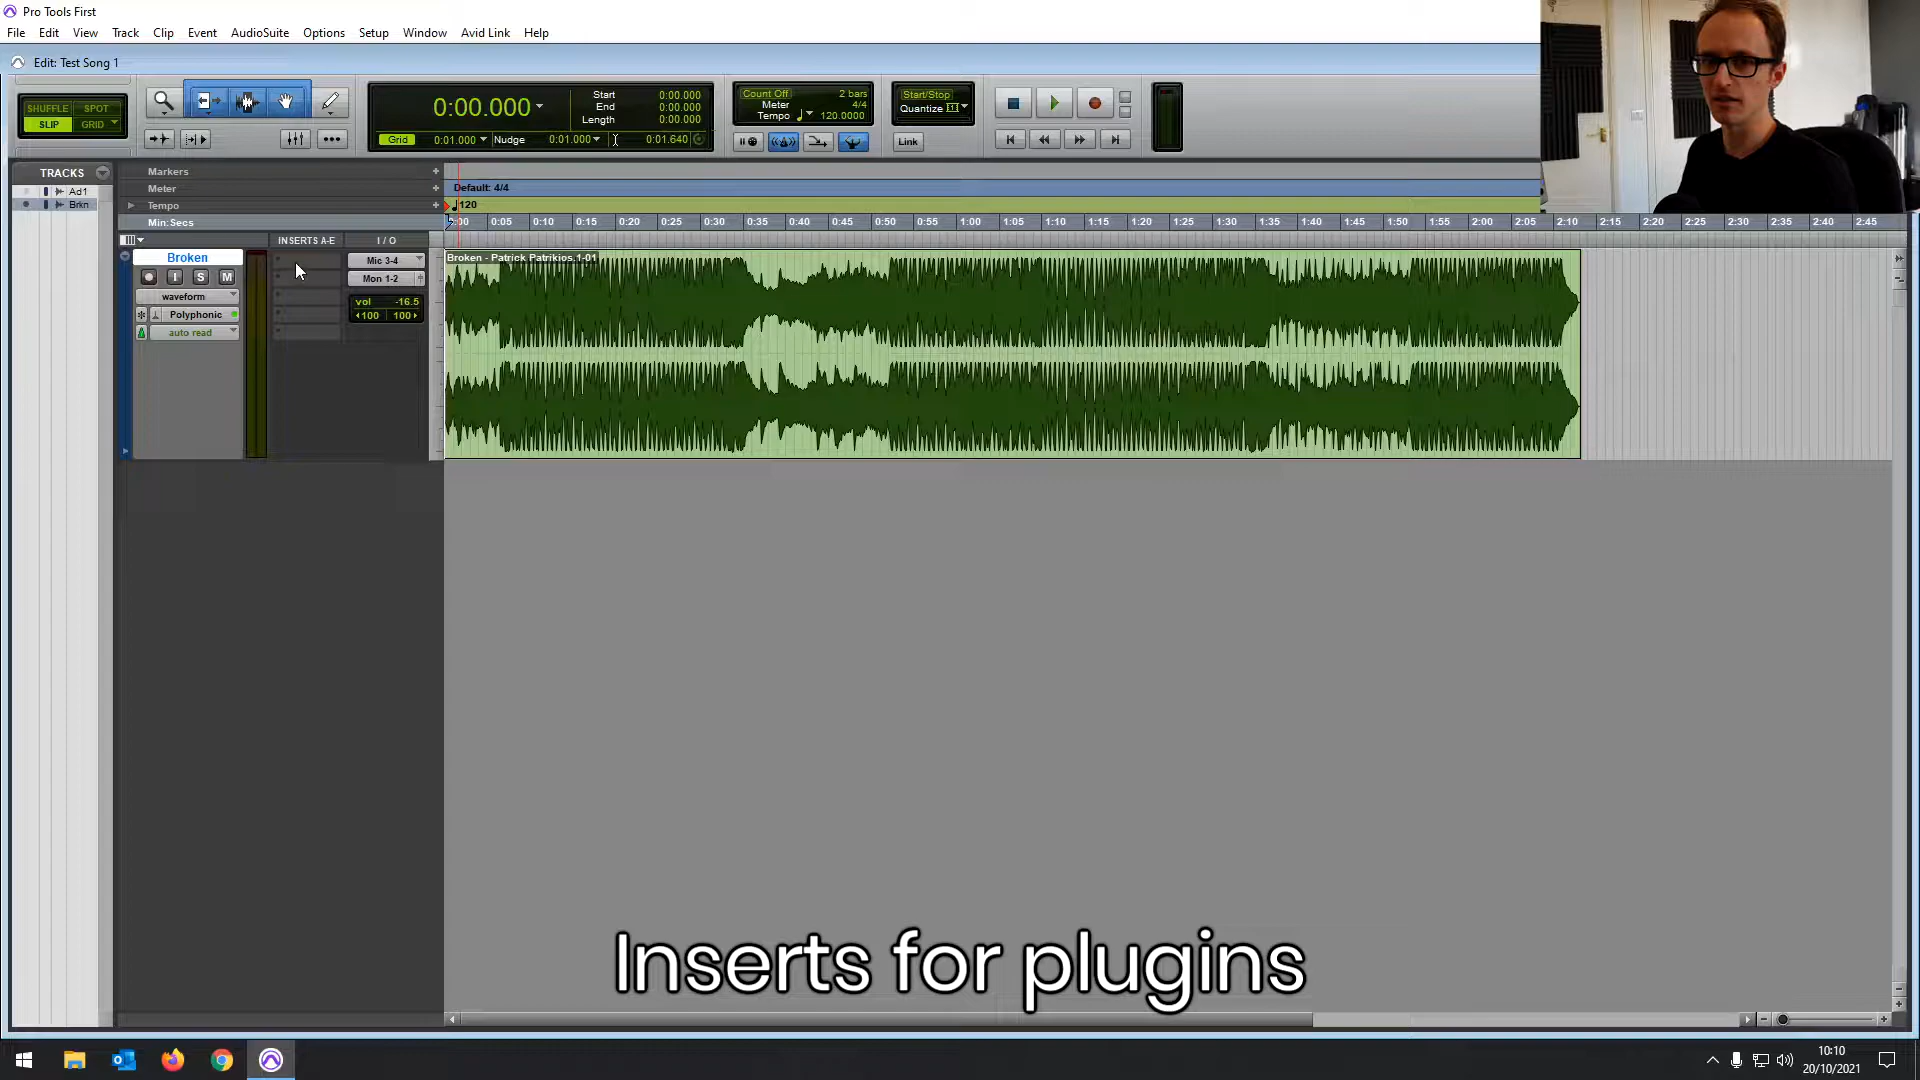 Pro Tools First
File Edit View Track Clip Event AudioSuite Options Setup Window Avid Link Help
Edit: Test Song 1
SHUFFLE SPOT
SLIP GRID
0:00.000
Start 0:00.000
End 0:00.000
Length 0:00.000
Grid 0:01.000 Nudge 0:01.000 0:01.640
Count Off 2 bars
Meter 4/4
Tempo 120.0000
Start/Stop
Quantize
Link
TRACKS
Ad1
Brkn
Markers
Meter Default: 4/4
Tempo 120
Min:Secs 0:05 0:10 0:15 0:20 0:25 0:30 0:35 0:40 0:45 0:50 0:55 1:00 1:05 1:10 1:15 1:20 1:25 1:30 1:35 1:40 1:45 1:50 1:55 2:00 2:05 2:10 2:15 2:20 2:25 2:30 2:35 2:40 2:45
INSERTS A-E I / O
Broken
I S M
waveform
Polyphonic
auto read
Mic 3-4
Mon 1-2
vol -16.5
100 100
Broken - Patrick Patrikios.1-01
Inserts for plugins
10:10
20/10/2021